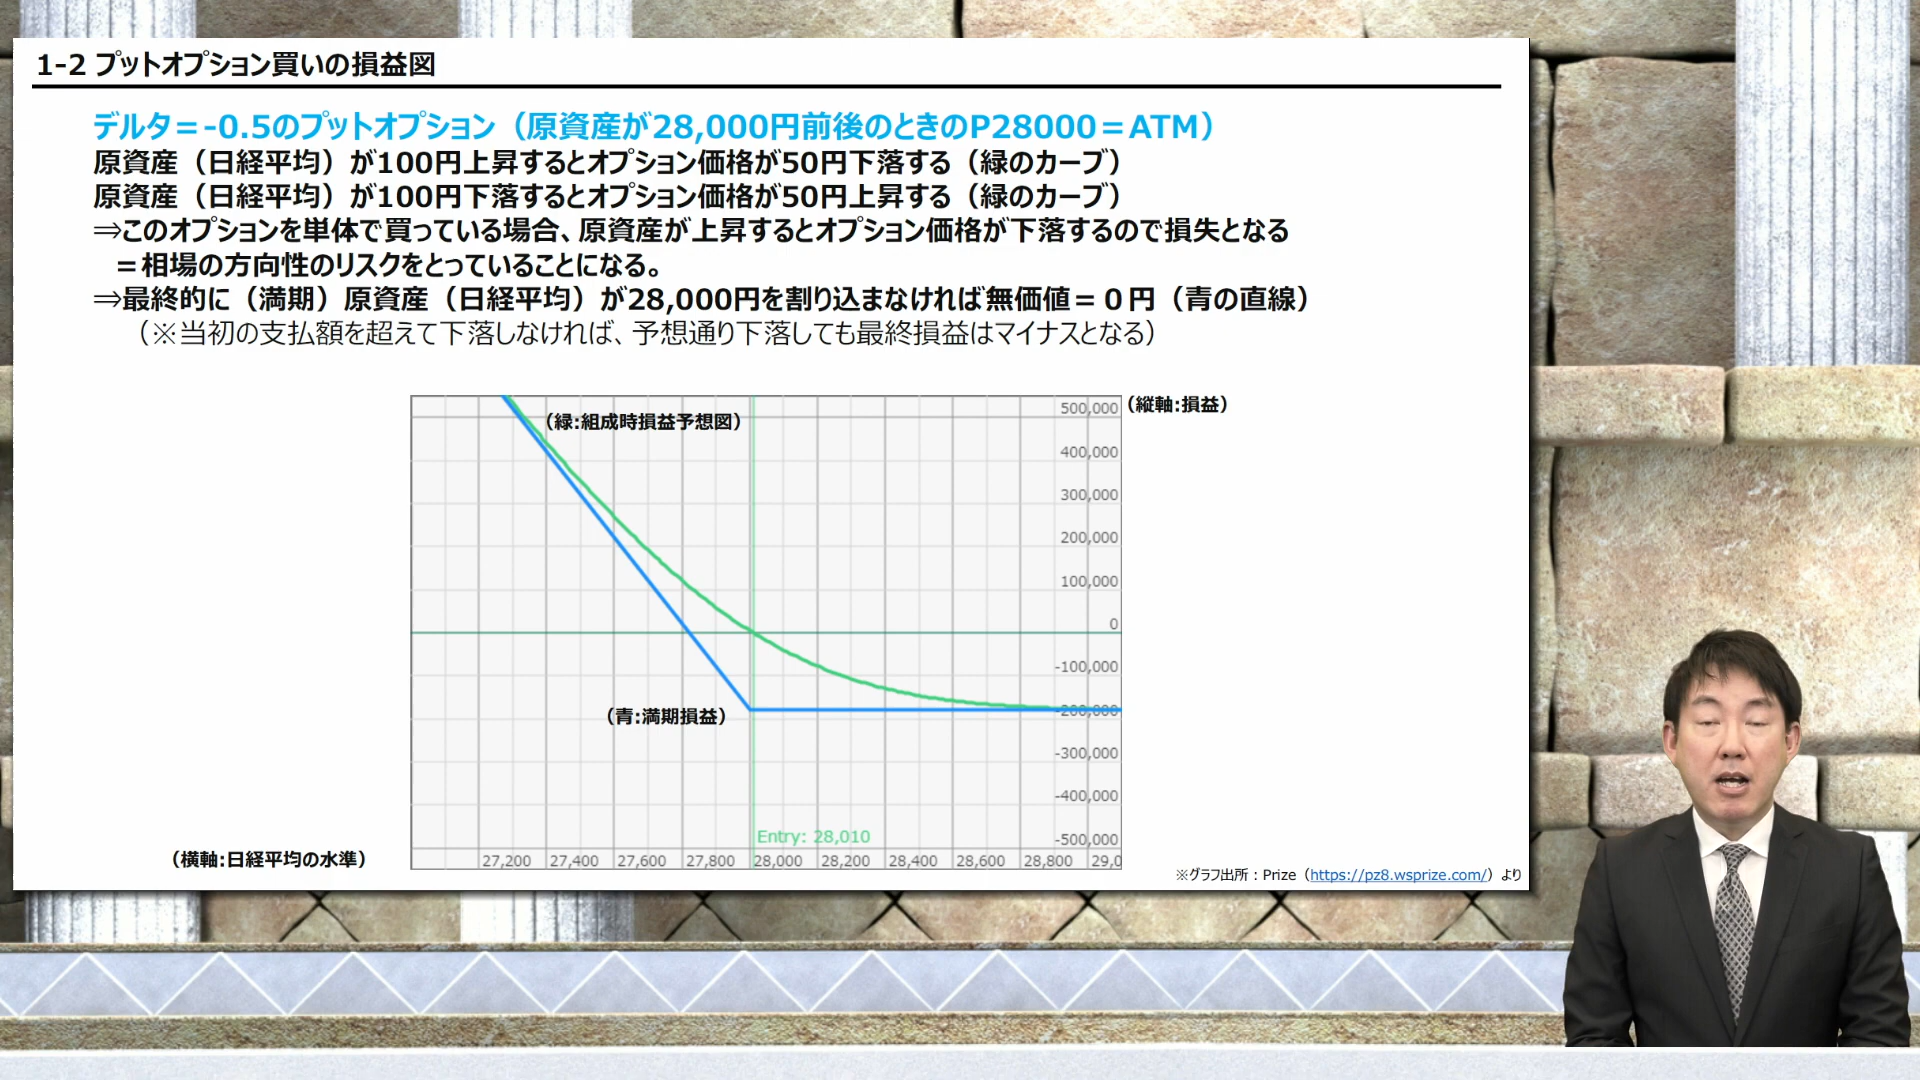 1-2 プットオプション買いの損益図
デルタ＝-0.5のプットオプション（原資産が28,000円前後のときのP28000＝ATM）
原資産（日経平均）が100円上昇するとオプション価格が50円下落する（緑のカーブ）
原資産（日経平均）が100円下落するとオプション価格が50円上昇する（緑のカーブ）
⇒このオプションを単体で買っている場合、原資産が上昇するとオプション価格が下落するので損失となる
＝相場の方向性のリスクをとっていることになる。
⇒最終的に（満期）原資産（日経平均）が28,000円を割り込まなければ無価値＝０円（青の直線）
（※当初の支払額を超えて下落しなければ、予想通り下落しても最終損益はマイナスとなる）
（縦軸:損益）
（緑:組成時損益予想図）
500,000
400,000
300,000
200,000
100,000
0
-100,000
-200,000
-300,000
-400,000
-500,000
（青:満期損益）
Entry: 28,010
（横軸:日経平均の水準）
27,200 27,400 27,600 27,800 28,000 28,200 28,400 28,600 28,800 29,0
※グラフ出所：Prize（https://pz8.wsprize.com/）より